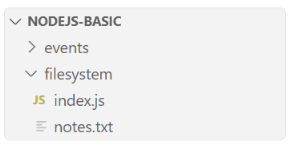 NODEJS-BASIC
events
filesystem
JS index.js
notes.txt